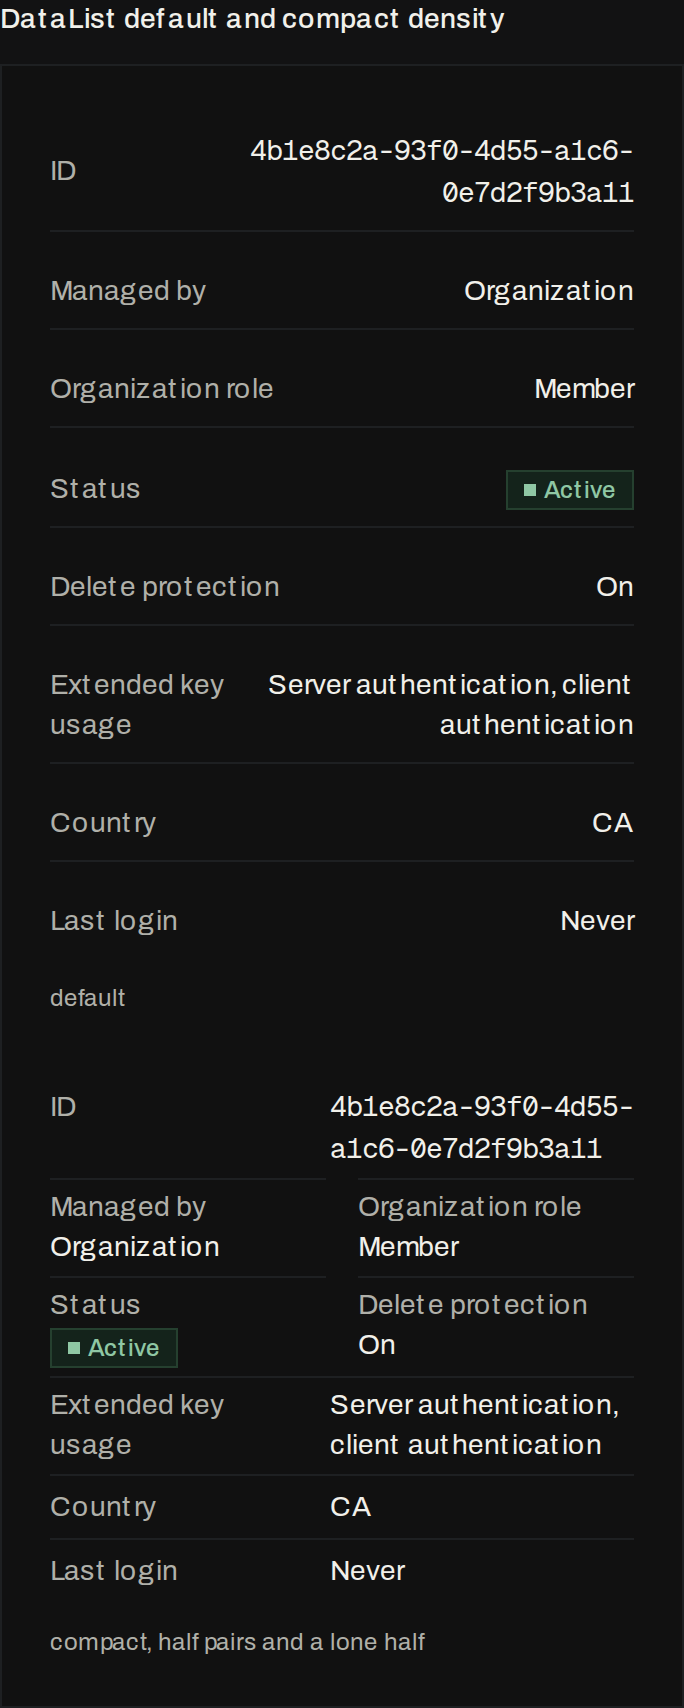 DataList default and compact density
ID
4b1e8c2a-93f0-4d55-a1c6-
0e7d2f9b3a11
Managed by
Organization
Organization role
Member
Status
Active
Delete protection
On
Extended key
usage
Server authentication, client
authentication
Country
CA
Last login
Never
default
ID
4b1e8c2a-93f0-4d55-
a1c6-0e7d2f9b3a11
Managed by
Organization
Organization role
Member
Status
Active
Delete protection
On
Extended key
usage
Server authentication,
client authentication
Country
CA
Last login
Never
compact, half pairs and a lone half